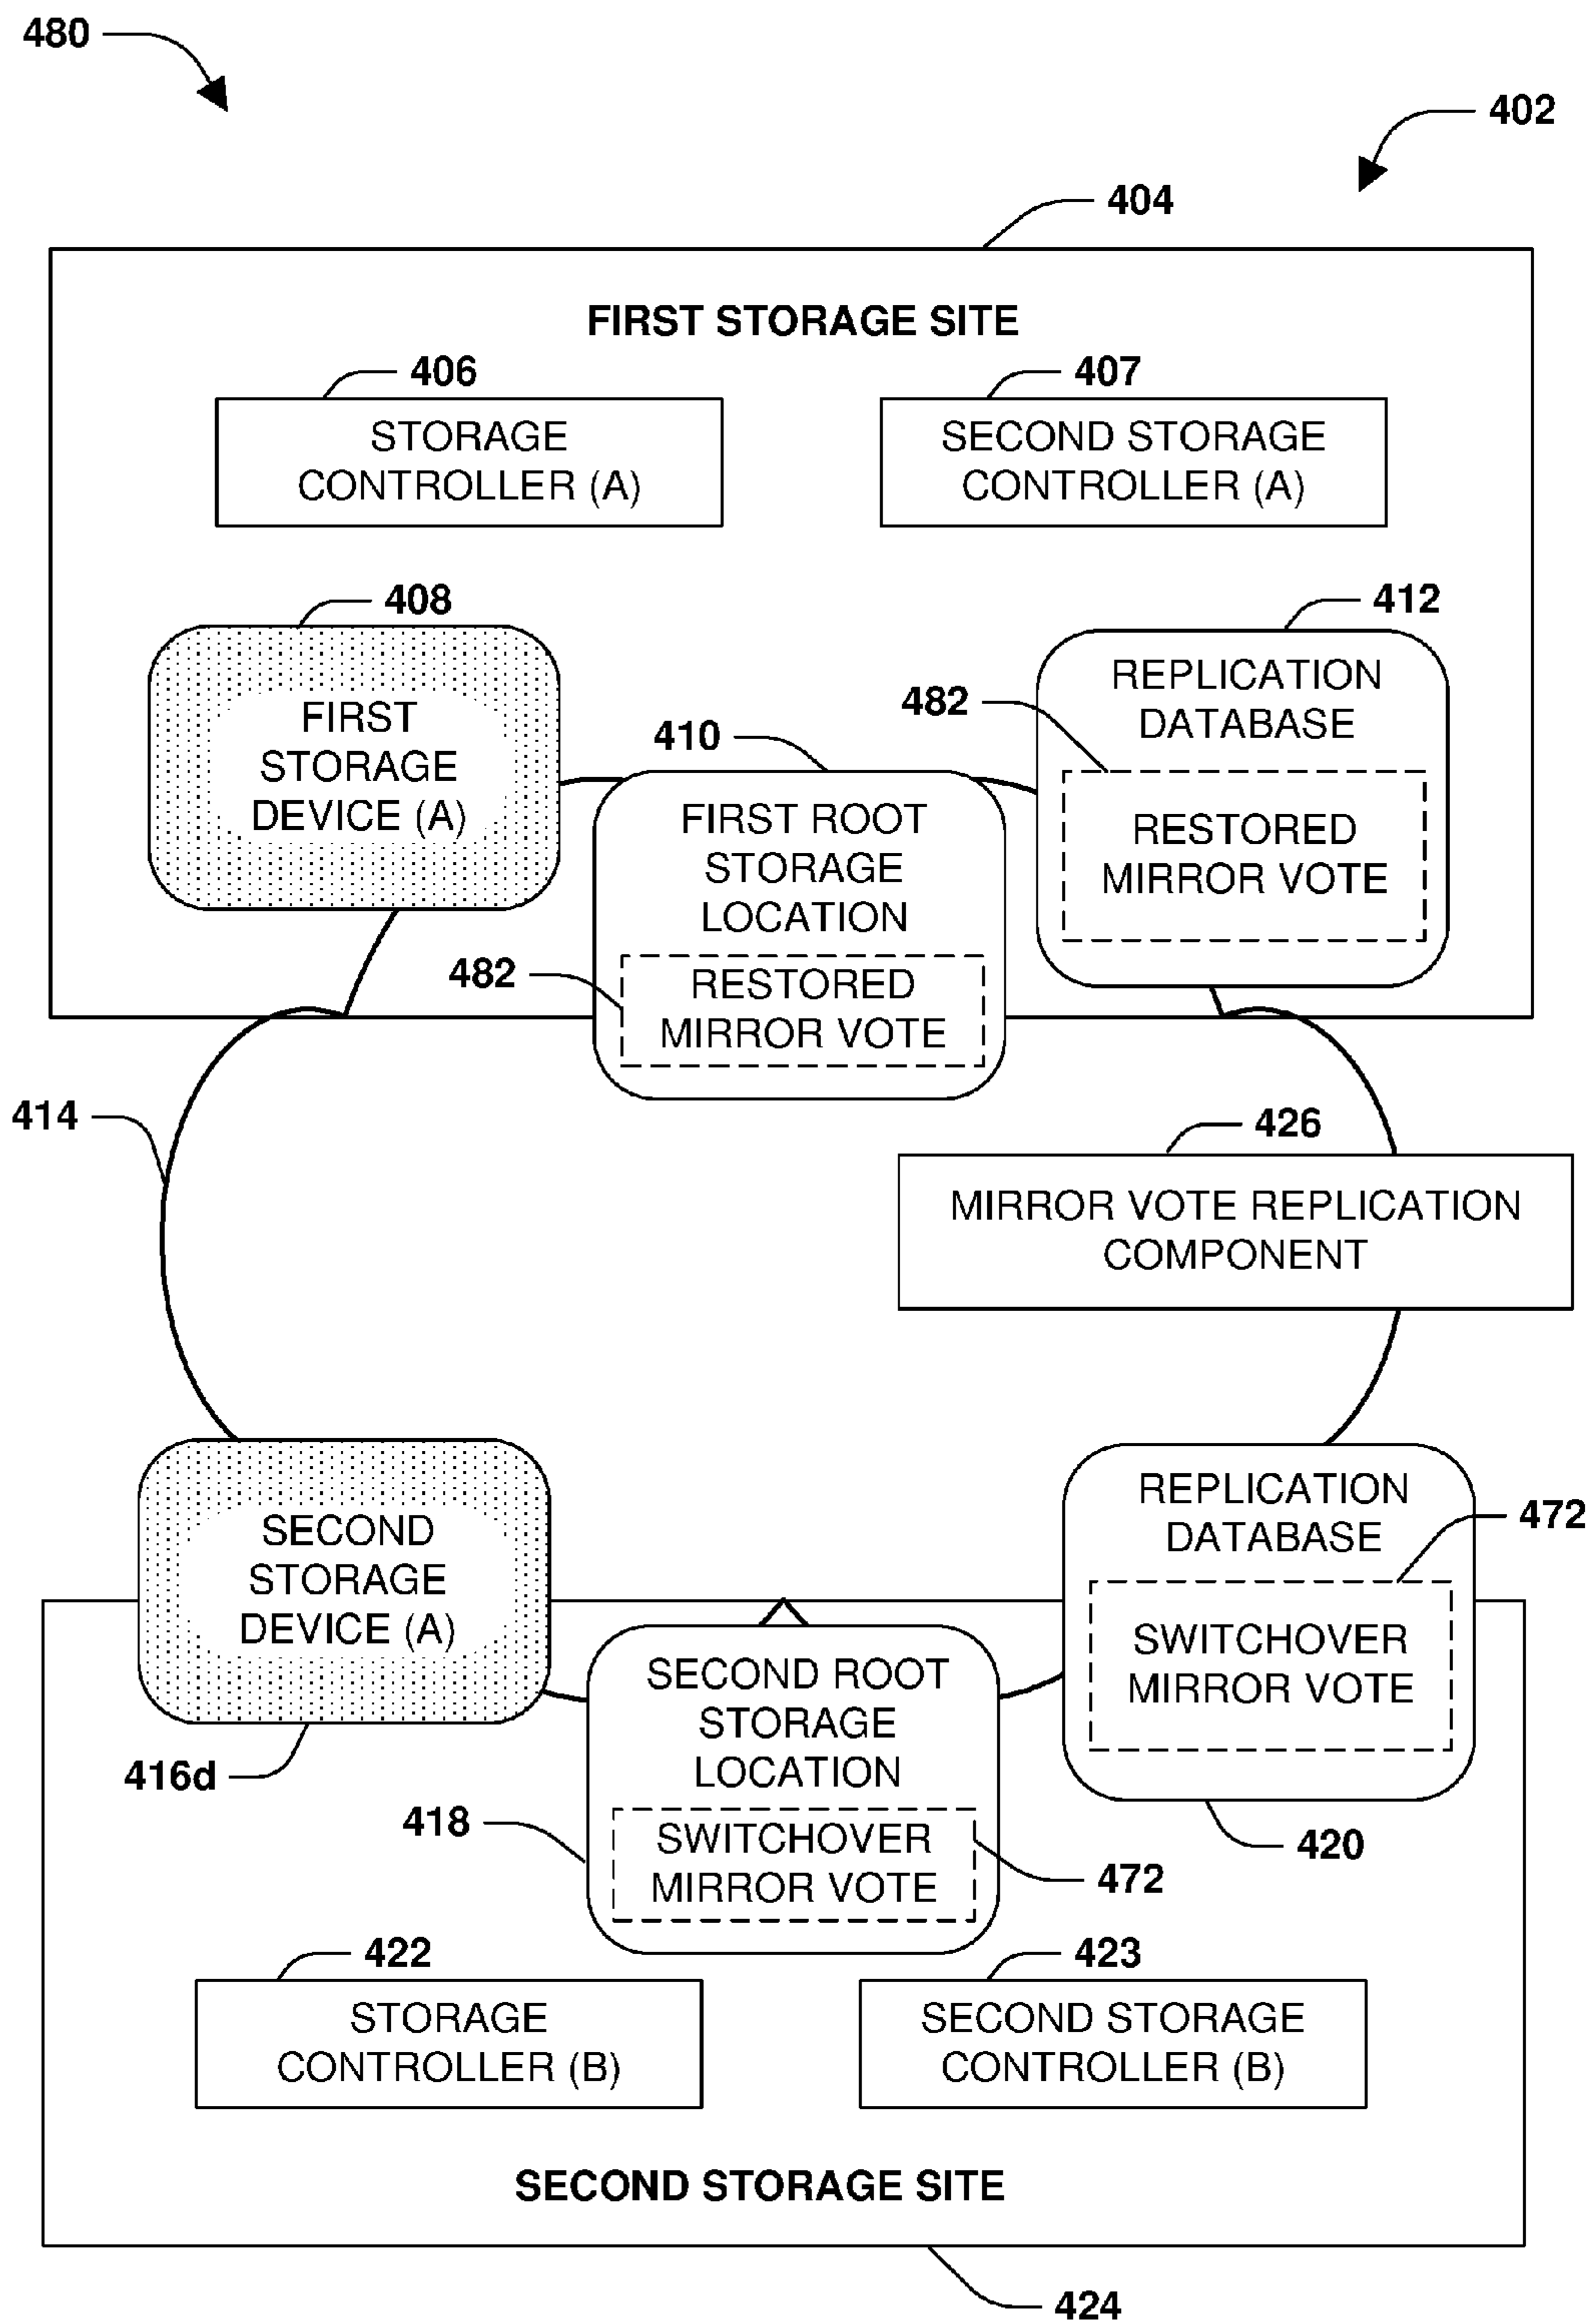 480
402
404
FIRST STORAGE SITE
406
407
STORAGE
CONTROLLER (A)
SECOND STORAGE
CONTROLLER (A)
408
412
FIRST
STORAGE
DEVICE (A)
482
REPLICATION
DATABASE
410
RESTORED
MIRROR VOTE
FIRST ROOT
STORAGE
LOCATION
482
RESTORED
MIRROR VOTE
414
426
MIRROR VOTE REPLICATION
COMPONENT
SECOND
STORAGE
DEVICE (A)
REPLICATION
DATABASE
472
SWITCHOVER
MIRROR VOTE
SECOND ROOT
STORAGE
LOCATION
416d
418
SWITCHOVER
MIRROR VOTE
472
420
422
423
STORAGE
CONTROLLER (B)
SECOND STORAGE
CONTROLLER (B)
SECOND STORAGE SITE
424